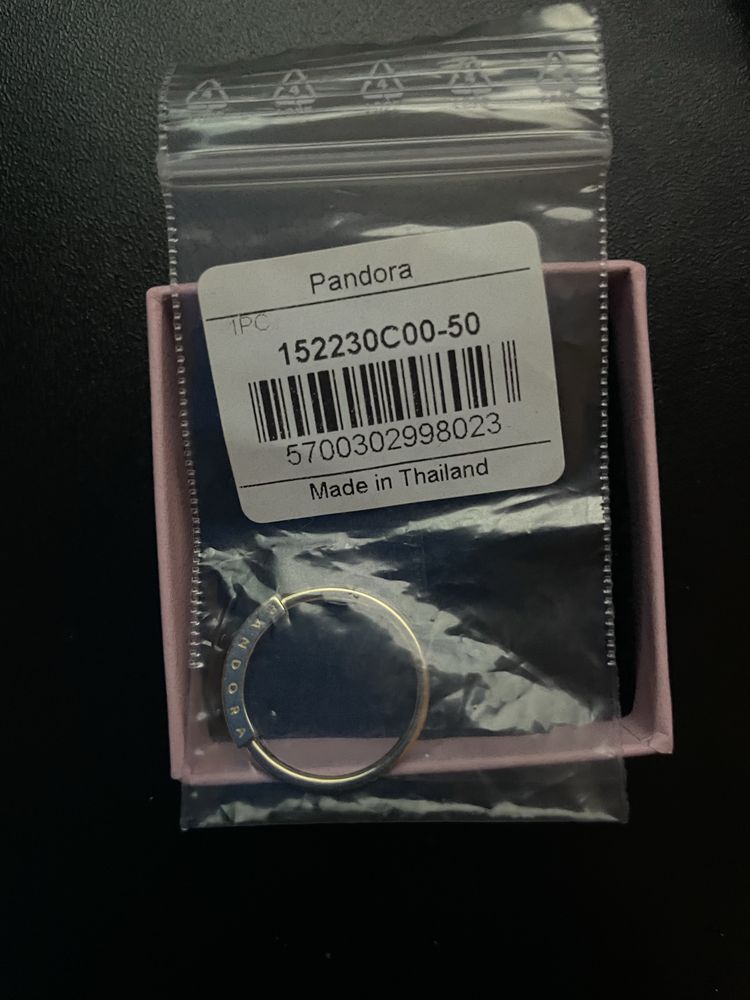 Pandora
1PC
152230C00-50
5700302998023
Made in Thailand
PANDORA